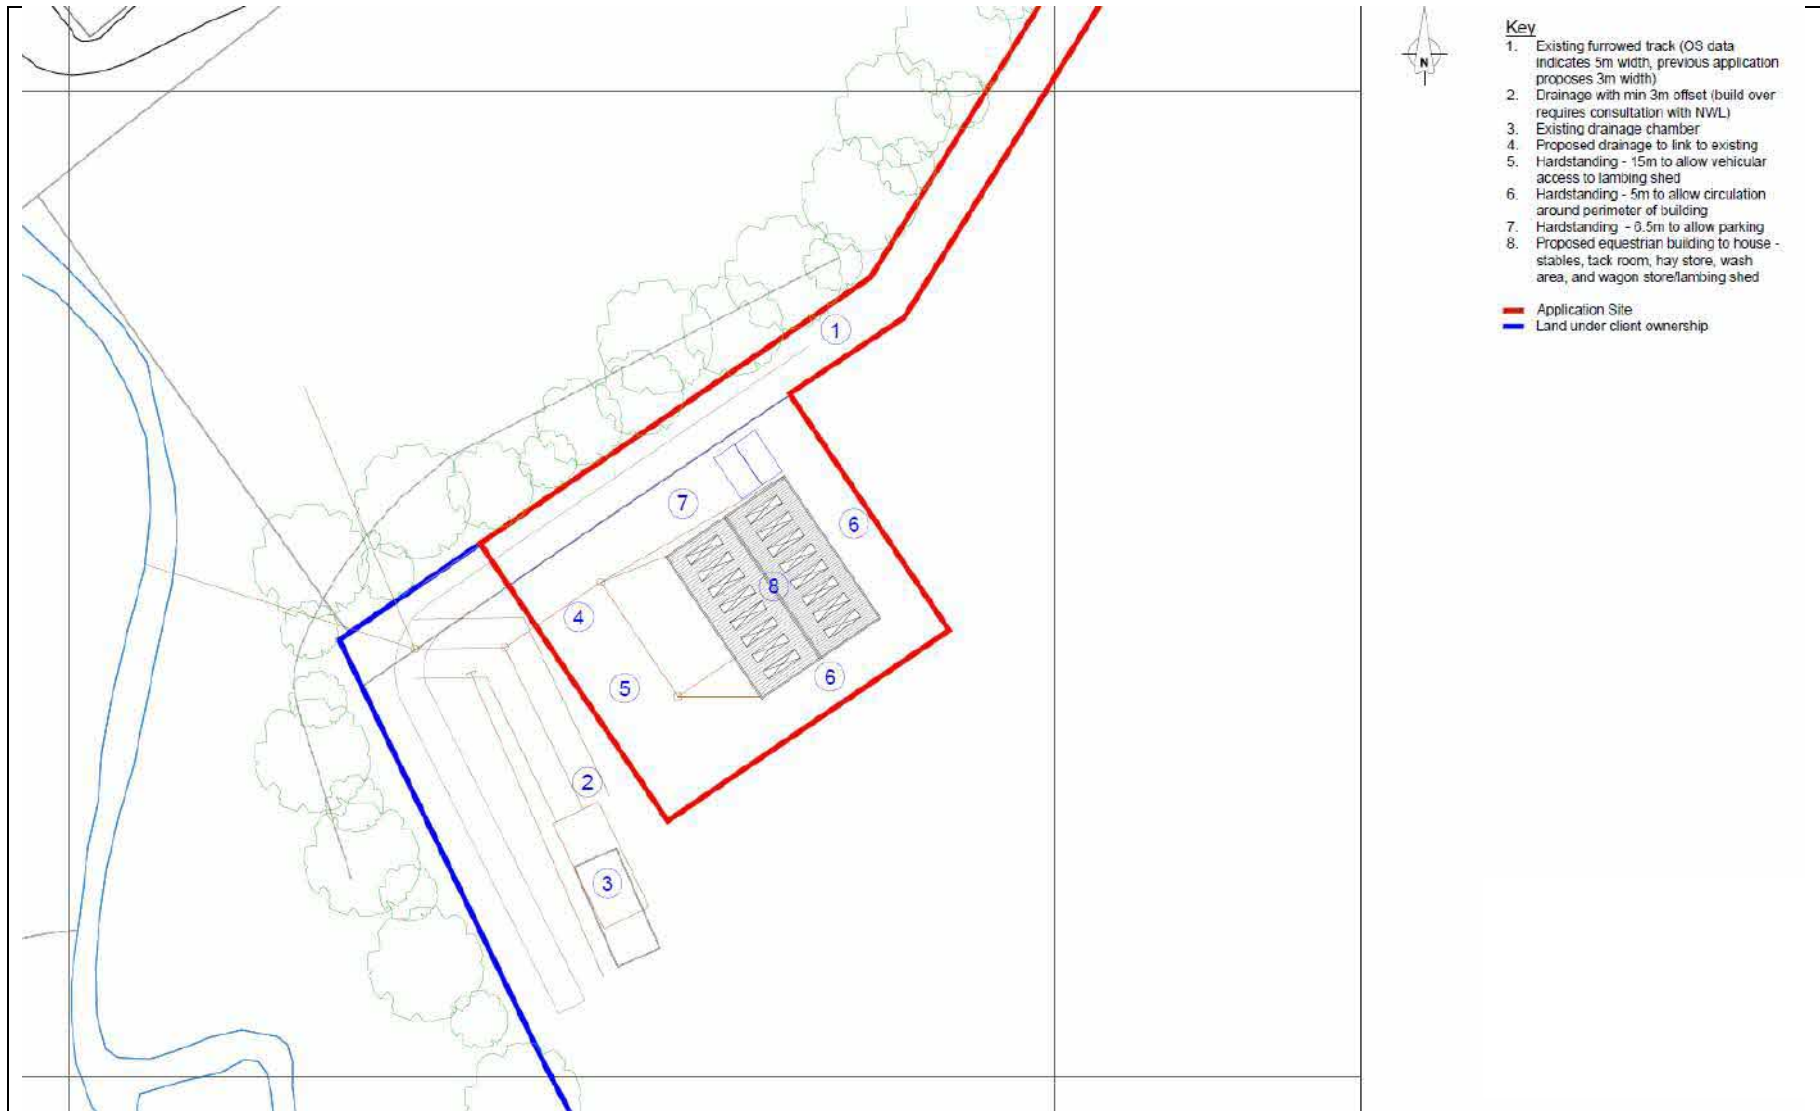 N
Key
1. Existing furrowed track (OS data
indicates 5m width, previous application
proposes 3m width)
2. Drainage with min 3m offset (build over
requires consultation with NWL)
3. Existing drainage chamber
4. Proposed drainage to link to existing
5. Hardstanding - 15m to allow vehicular
access to lambing shed
6. Hardstanding - 5m to allow circulation
around perimeter of building
7. Hardstanding - 6.5m to allow parking
8. Proposed equestrian building to house -
stables, tack room, hay store, wash
area, and wagon store/lambing shed
Application Site
Land under client ownership
1
7
6
8
4
6
5
2
3